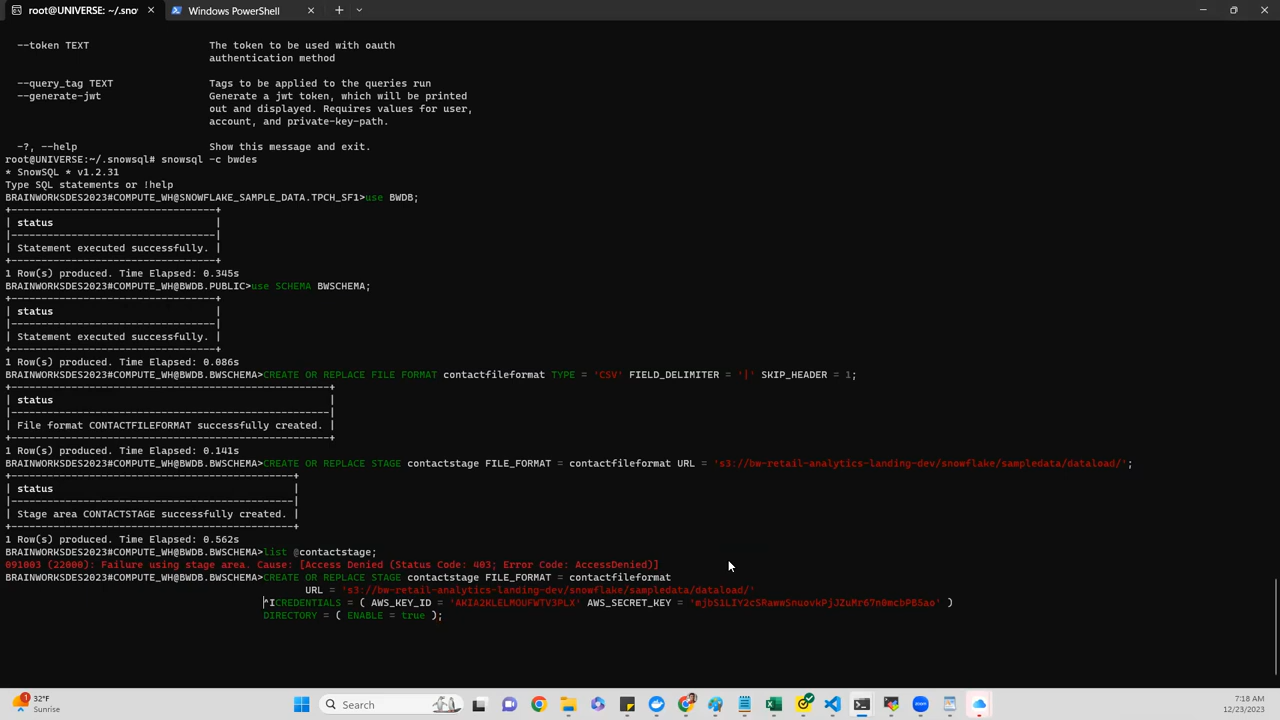 root@UNIVERSE: ~/.sno
Windows PowerShell
--token TEXT The token to be used with oauth
authentication method
--query_tag TEXT Tags to be applied to the queries run
--generate-jwt Generate a jwt token, which will be printed
out and displayed. Requires values for user,
account, and private-key-path.
-?, --help Show this message and exit.
root@UNIVERSE:~/.snowsql# snowsql -c bwdes
* SnowSQL * v1.2.31
Type SQL statements or !help
BRAINWORKSDES2023#COMPUTE_WH@SNOWFLAKE_SAMPLE_DATA.TPCH_SF1>use BWDB;
+----------------------------------+
| status |
|----------------------------------|
| Statement executed successfully. |
+----------------------------------+
1 Row(s) produced. Time Elapsed: 0.345s
BRAINWORKSDES2023#COMPUTE_WH@BWDB.PUBLIC>use SCHEMA BWSCHEMA;
+----------------------------------+
| status |
|----------------------------------|
| Statement executed successfully. |
+----------------------------------+
1 Row(s) produced. Time Elapsed: 0.086s
BRAINWORKSDES2023#COMPUTE_WH@BWDB.BWSCHEMA>CREATE OR REPLACE FILE FORMAT contactfileformat TYPE = 'CSV' FIELD_DELIMITER = '|' SKIP_HEADER = 1;
+-----------------------------------------------------+
| status |
|-----------------------------------------------------|
| File format CONTACTFILEFORMAT successfully created. |
+-----------------------------------------------------+
1 Row(s) produced. Time Elapsed: 0.141s
BRAINWORKSDES2023#COMPUTE_WH@BWDB.BWSCHEMA>CREATE OR REPLACE STAGE contactstage FILE_FORMAT = contactfileformat URL = 's3://bw-retail-analytics-landing-dev/snowflake/sampledata/dataload/';
+-----------------------------------------------+
| status |
|-----------------------------------------------|
| Stage area CONTACTSTAGE successfully created. |
+-----------------------------------------------+
1 Row(s) produced. Time Elapsed: 0.562s
BRAINWORKSDES2023#COMPUTE_WH@BWDB.BWSCHEMA>list @contactstage;
091003 (22000): Failure using stage area. Cause: [Access Denied (Status Code: 403; Error Code: AccessDenied)]
BRAINWORKSDES2023#COMPUTE_WH@BWDB.BWSCHEMA>CREATE OR REPLACE STAGE contactstage FILE_FORMAT = contactfileformat
URL = 's3://bw-retail-analytics-landing-dev/snowflake/sampledata/dataload/'
^ICREDENTIALS = ( AWS_KEY_ID = 'AKIA2KLELMOUFWTV3PLX' AWS_SECRET_KEY = 'mjbS1LIY2cSRawwSnuovkPjJZuMr67n0mcbPB5ao' )
DIRECTORY = ( ENABLE = true );
32°F
Sunrise
Search
7:18 AM
12/23/2023